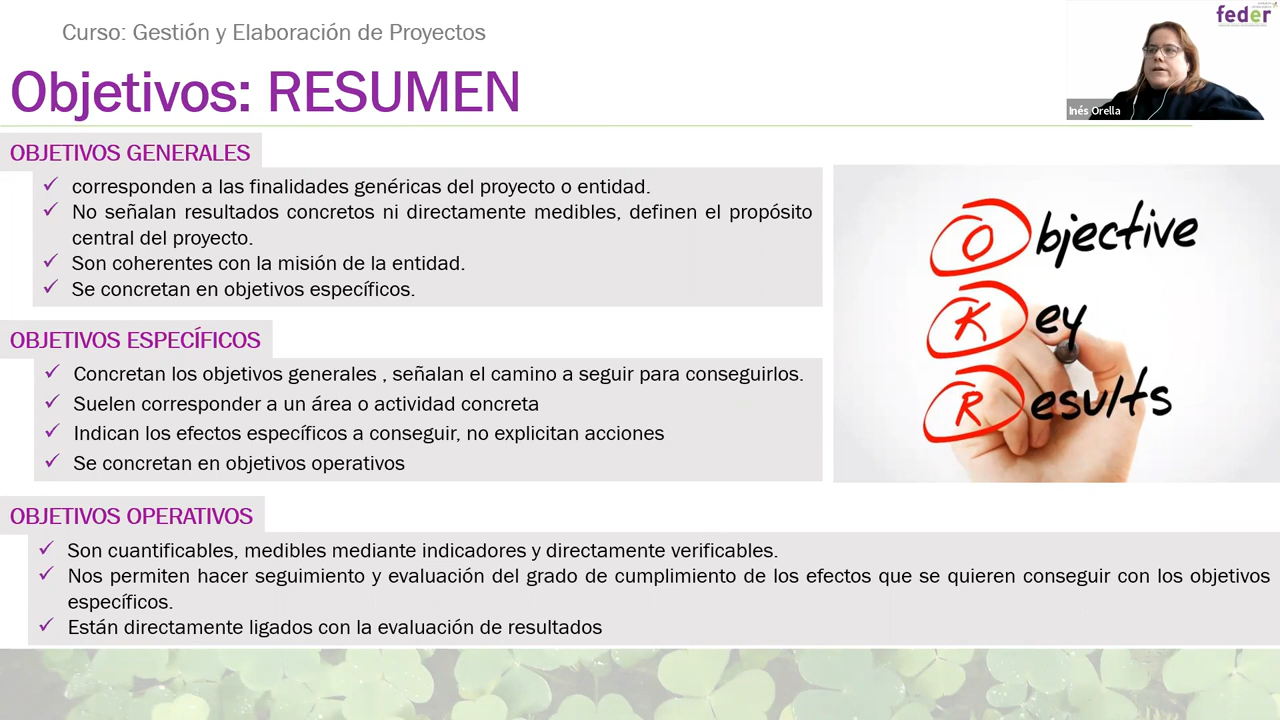 Curso: Gestión y Elaboración de Proyectos
feder
Objetivos: RESUMEN
Inés Orella
OBJETIVOS GENERALES
✓ corresponden a las finalidades genéricas del proyecto o entidad.
✓ No señalan resultados concretos ni directamente medibles, definen el propósito
central del proyecto.
✓ Son coherentes con la misión de la entidad.
✓ Se concretan en objetivos específicos.
Objective
Key
Results
OBJETIVOS ESPECÍFICOS
✓ Concretan los objetivos generales , señalan el camino a seguir para conseguirlos.
✓ Suelen corresponder a un área o actividad concreta
✓ Indican los efectos específicos a conseguir, no explicitan acciones
✓ Se concretan en objetivos operativos
OBJETIVOS OPERATIVOS
✓ Son cuantificables, medibles mediante indicadores y directamente verificables.
✓ Nos permiten hacer seguimiento y evaluación del grado de cumplimiento de los efectos que se quieren conseguir con los objetivos
específicos.
✓ Están directamente ligados con la evaluación de resultados